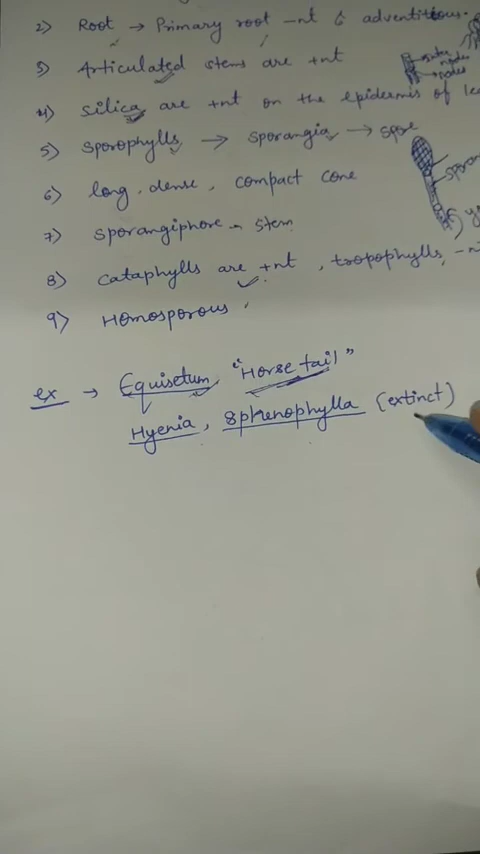 2) Root → Primary root -nt & adventitious.
3) Articulated stems are +nt
nodes
4) silica are +nt on the epidermis of
5) sporophylls → sporangia → spore
6) long, dense, compact cone
7) sporangiphore - stem
8) cataphylls are +nt, tropophylls,
9) Homosporous
ex → Equisetum "Horse tail"
Hyenia, sphenophylla (extinct)